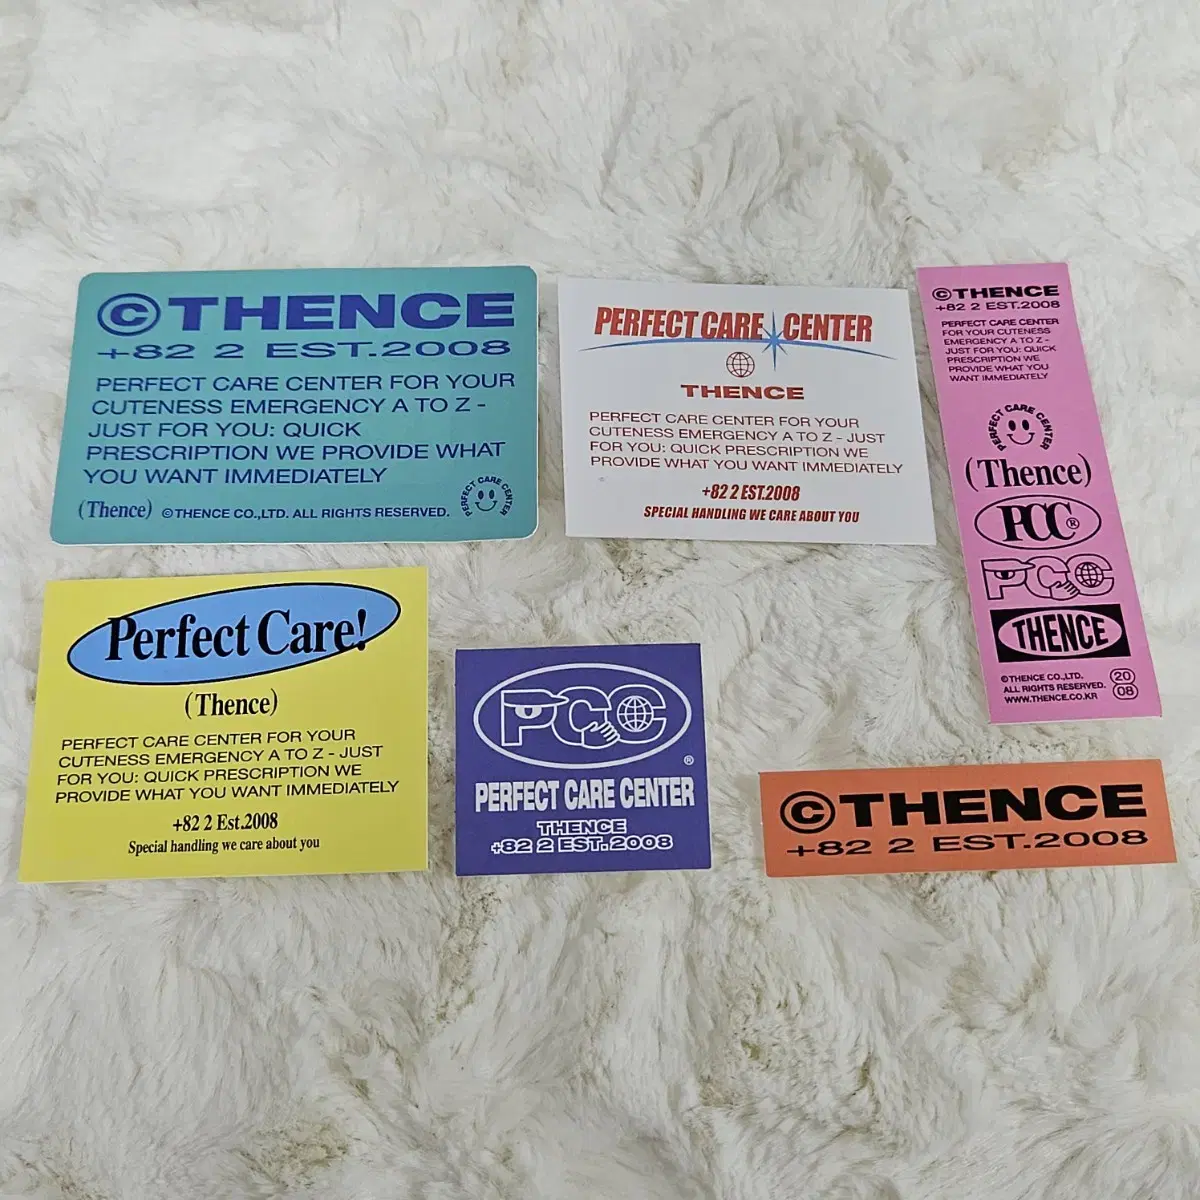 ©THENCE
+82 2 EST.2008
PERFECT CARE CENTER FOR YOUR
CUTENESS EMERGENCY A TO Z -
JUST FOR YOU: QUICK
PRESCRIPTION WE PROVIDE WHAT
YOU WANT IMMEDIATELY
(Thence) ©THENCE CO.,LTD. ALL RIGHTS RESERVED.
PERFECT CARE CENTER
PERFECT CARE CENTER
THENCE
PERFECT CARE CENTER FOR YOUR
CUTENESS EMERGENCY A TO Z - JUST
FOR YOU: QUICK PRESCRIPTION WE
PROVIDE WHAT YOU WANT IMMEDIATELY
+82 2 EST.2008
SPECIAL HANDLING WE CARE ABOUT YOU
©THENCE
+82 2 EST.2008
PERFECT CARE CENTER
FOR YOUR CUTENESS
EMERGENCY A TO Z -
JUST FOR YOU: QUICK
PRESCRIPTION WE
PROVIDE WHAT YOU
WANT IMMEDIATELY
PERFECT CARE CENTER
(Thence)
PCC®
PCC
THENCE
©THENCE CO., LTD.
ALL RIGHTS RESERVED.
WWW.THENCE.CO.KR
20
08
Perfect Care!
(Thence)
PERFECT CARE CENTER FOR YOUR
CUTENESS EMERGENCY A TO Z - JUST
FOR YOU: QUICK PRESCRIPTION WE
PROVIDE WHAT YOU WANT IMMEDIATELY
+82 2 Est.2008
Special handling we care about you
PCC
®
PERFECT CARE CENTER
THENCE
+82 2 EST.2008
©THENCE
+82 2 EST.2008